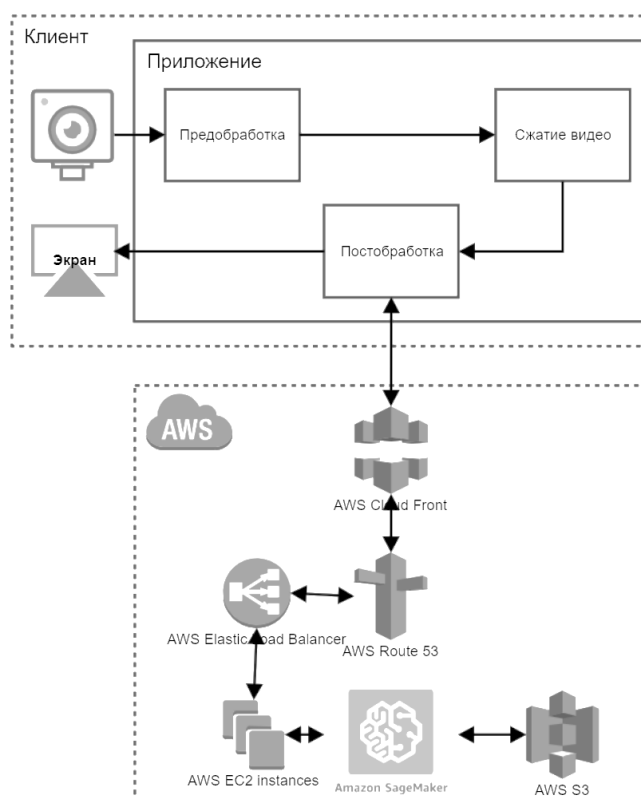 Клиент
Приложение
Предобработка
Сжатие видео
Экран
Постобработка
AWS
AWS Cloud Front
AWS Elastic Load Balancer
AWS Route 53
AWS EC2 instances
Amazon SageMaker
AWS S3